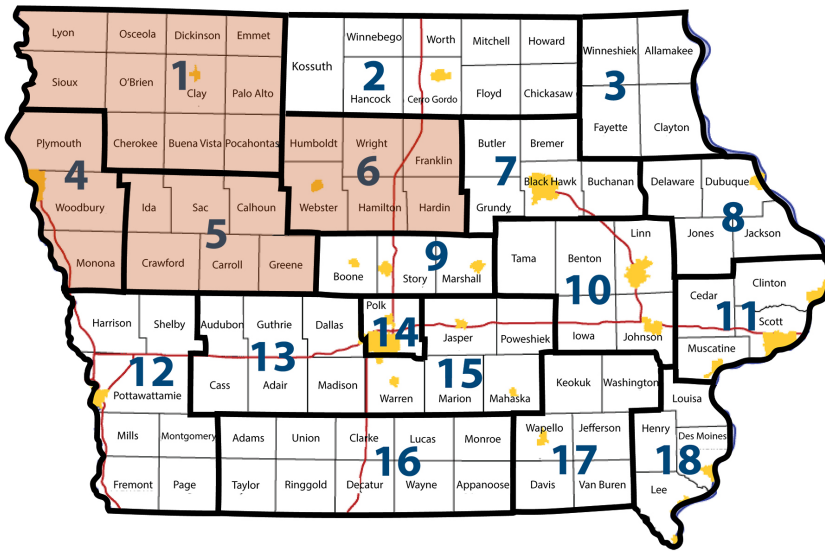 Lyon
Osceola
Dickinson
Emmet
Sioux
O'Brien
1
Clay
Palo Alto
Plymouth
Cherokee
Buena Vista
Pocahontas
4
Woodbury
Monona
Ida
Sac
Calhoun
5
Crawford
Carroll
Greene
Kossuth
Winnebego
Worth
Mitchell
Howard
2
Hancock
Cerro Gordo
Floyd
Chickasaw
Winneshiek
Allamakee
3
Fayette
Clayton
Humboldt
Wright
Franklin
6
Webster
Hamilton
Hardin
Butler
Bremer
7
Black Hawk
Buchanan
Grundy
Delaware
Dubuque
8
Jones
Jackson
9
Boone
Story
Marshall
Tama
Benton
Linn
10
Iowa
Johnson
Cedar
Clinton
11
Scott
Muscatine
Harrison
Shelby
12
Pottawattamie
Mills
Montgomery
Fremont
Page
Audubon
Guthrie
Dallas
13
Cass
Adair
Madison
Polk
14
Jasper
Poweshiek
15
Warren
Marion
Mahaska
Adams
Union
Clarke
Lucas
Monroe
16
Taylor
Ringgold
Decatur
Wayne
Appanoose
Keokuk
Washington
Wapello
Jefferson
17
Davis
Van Buren
Louisa
Henry
Des Moines
18
Lee